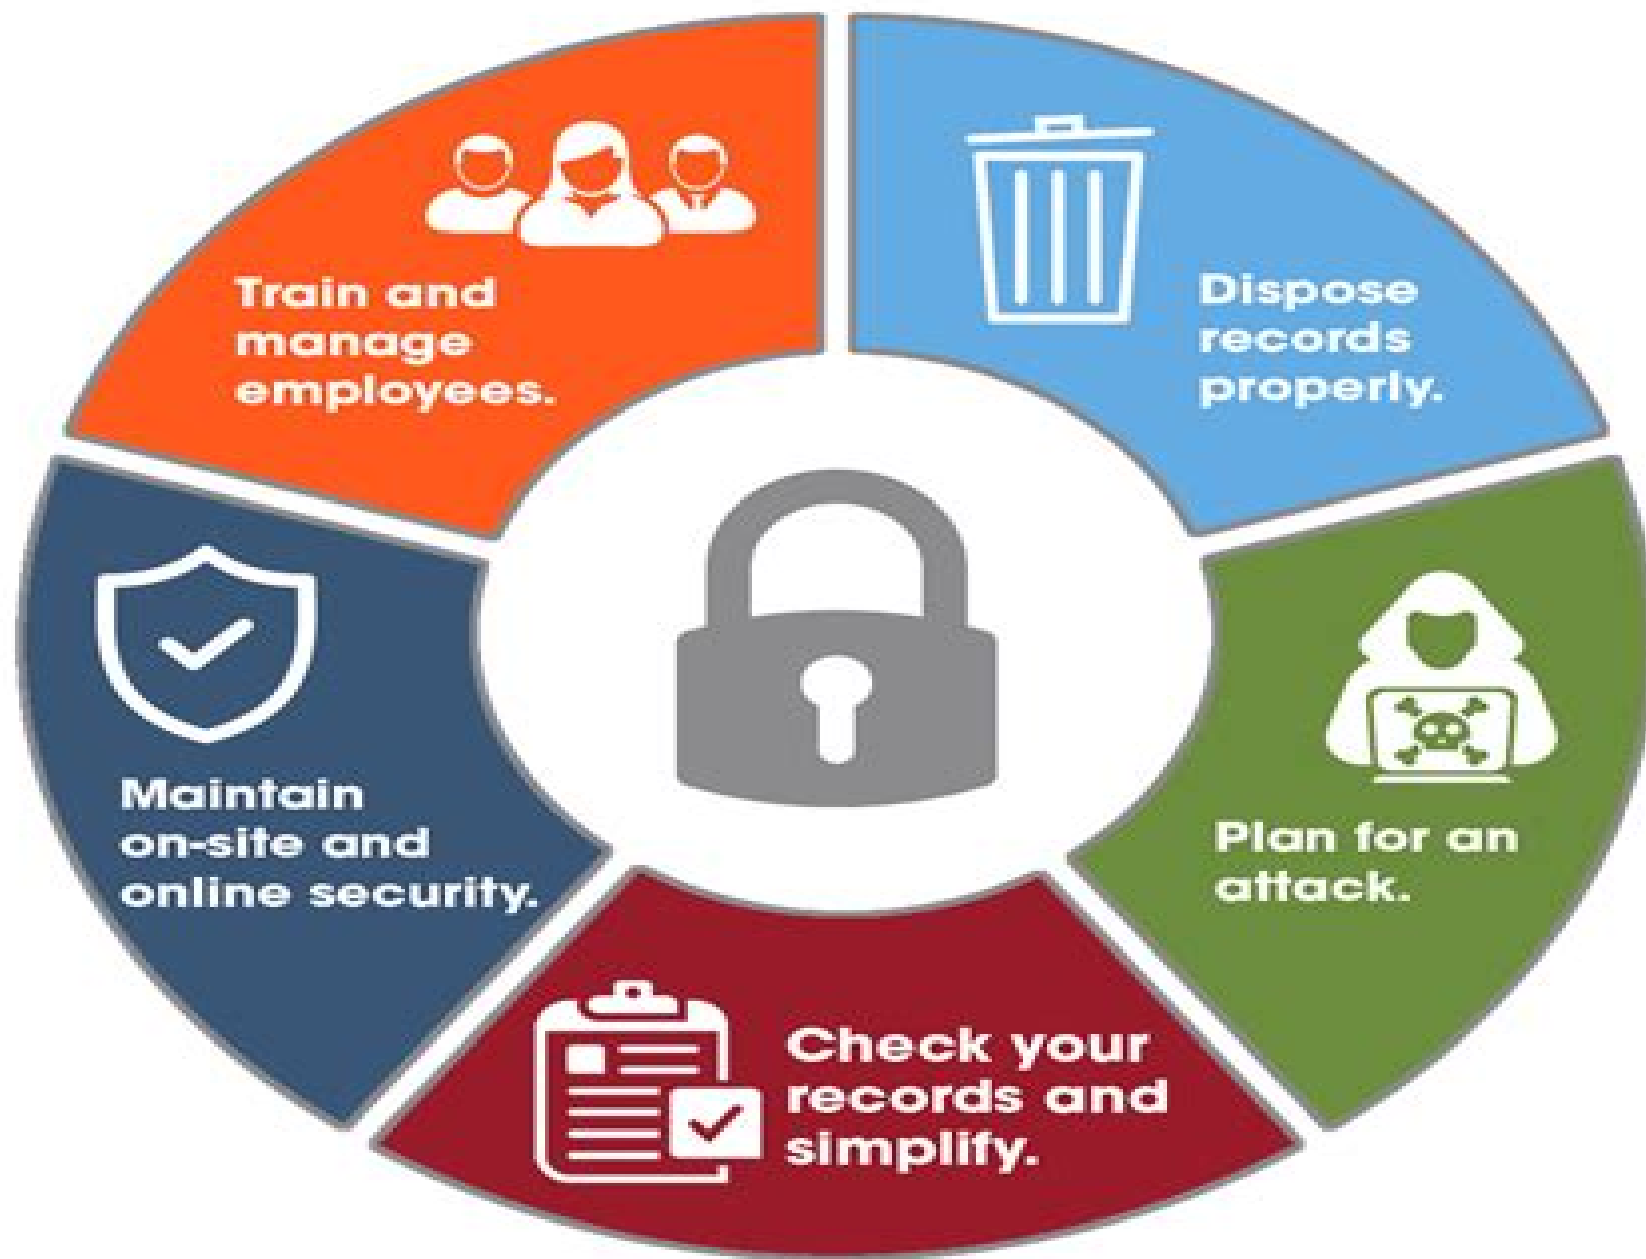 Train and
manage
employees.
Dispose
records
properly.
Maintain
on-site and
online security.
Plan for an
attack.
Check your
records and
simplify.